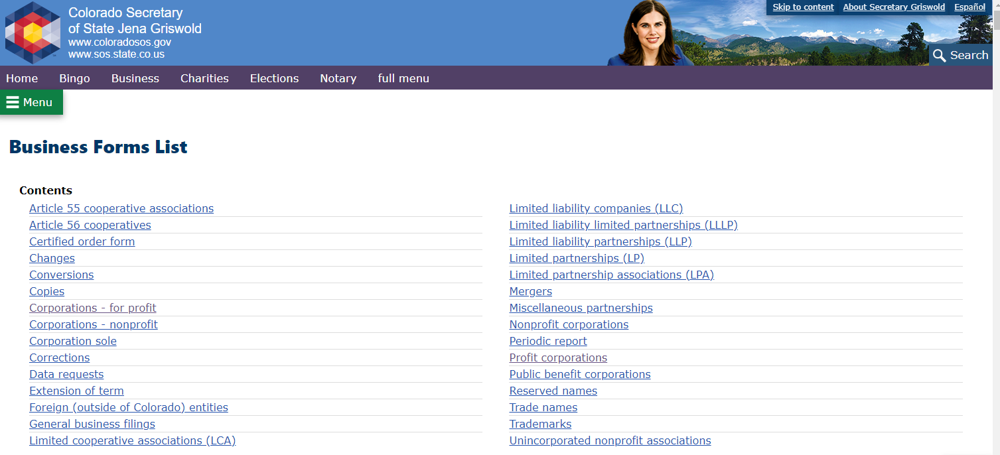 Colorado Secretary
of State Jena Griswold
www.coloradosos.gov
www.sos.state.co.us
Skip to content About Secretary Griswold Español
Search
Home Bingo Business Charities Elections Notary full menu
Menu
Business Forms List
Contents
Article 55 cooperative associations
Article 56 cooperatives
Certified order form
Changes
Conversions
Copies
Corporations - for profit
Corporations - nonprofit
Corporation sole
Corrections
Data requests
Extension of term
Foreign (outside of Colorado) entities
General business filings
Limited cooperative associations (LCA)
Limited liability companies (LLC)
Limited liability limited partnerships (LLLP)
Limited liability partnerships (LLP)
Limited partnerships (LP)
Limited partnership associations (LPA)
Mergers
Miscellaneous partnerships
Nonprofit corporations
Periodic report
Profit corporations
Public benefit corporations
Reserved names
Trade names
Trademarks
Unincorporated nonprofit associations